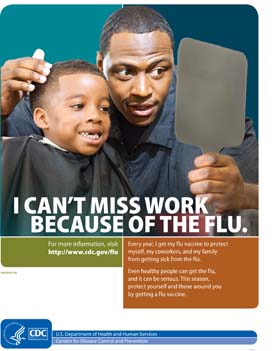 I CAN'T MISS WORK
BECAUSE OF THE FLU.
For more information, visit
http://www.cdc.gov/flu
Every year, I get my flu vaccine to protect
myself, my coworkers, and my family
from getting sick from the flu.
Even healthy people can get the flu,
and it can be serious. This season,
protect yourself and those around you
by getting a flu vaccine.
CDC
U.S. Department of Health and Human Services
Centers for Disease Control and Prevention